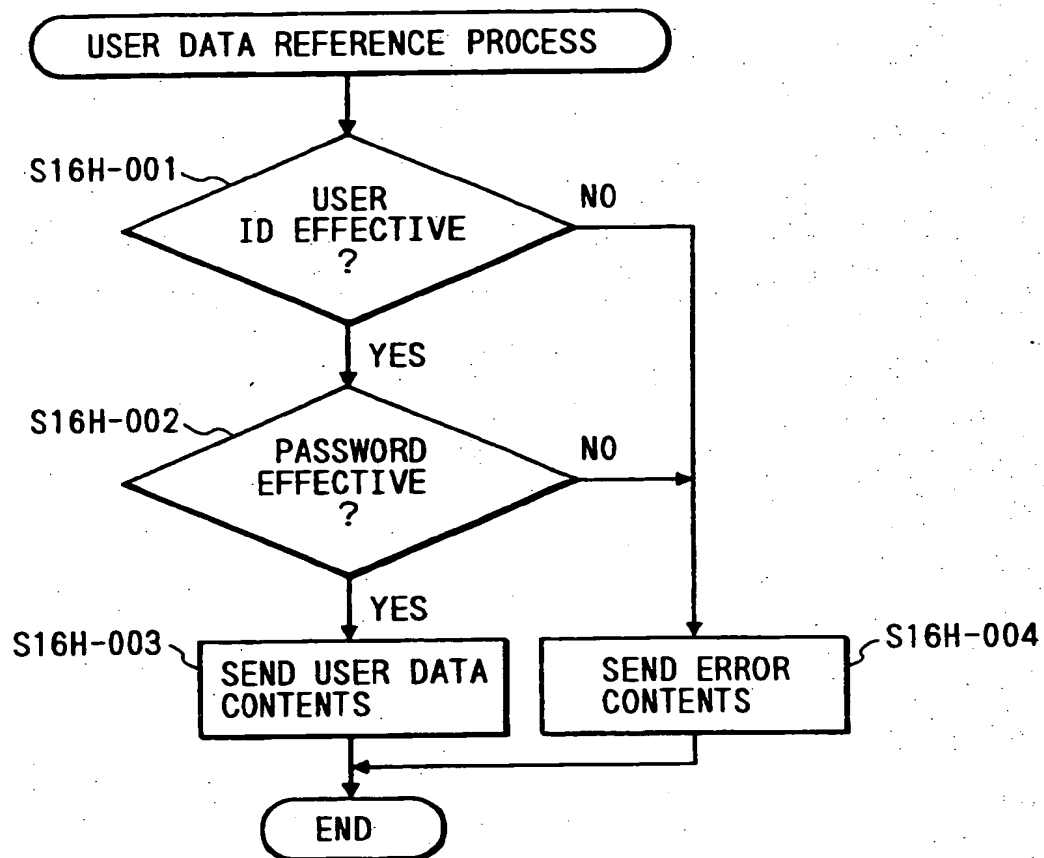 USER DATA REFERENCE PROCESS
S16H-001
USER
ID EFFECTIVE
?
NO
YES
S16H-002
PASSWORD
EFFECTIVE
?
NO
YES
S16H-003
SEND USER DATA
CONTENTS
SEND ERROR
CONTENTS
S16H-004
END